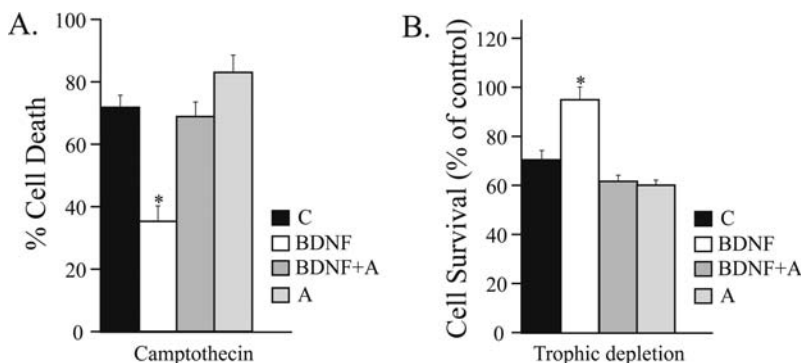 A.
% Cell Death
100
80
60
40
20
0
*
C
BDNF
BDNF+A
A
Camptothecin
B.
Cell Survival (% of control)
120
100
80
60
40
20
0
*
C
BDNF
BDNF+A
A
Trophic depletion